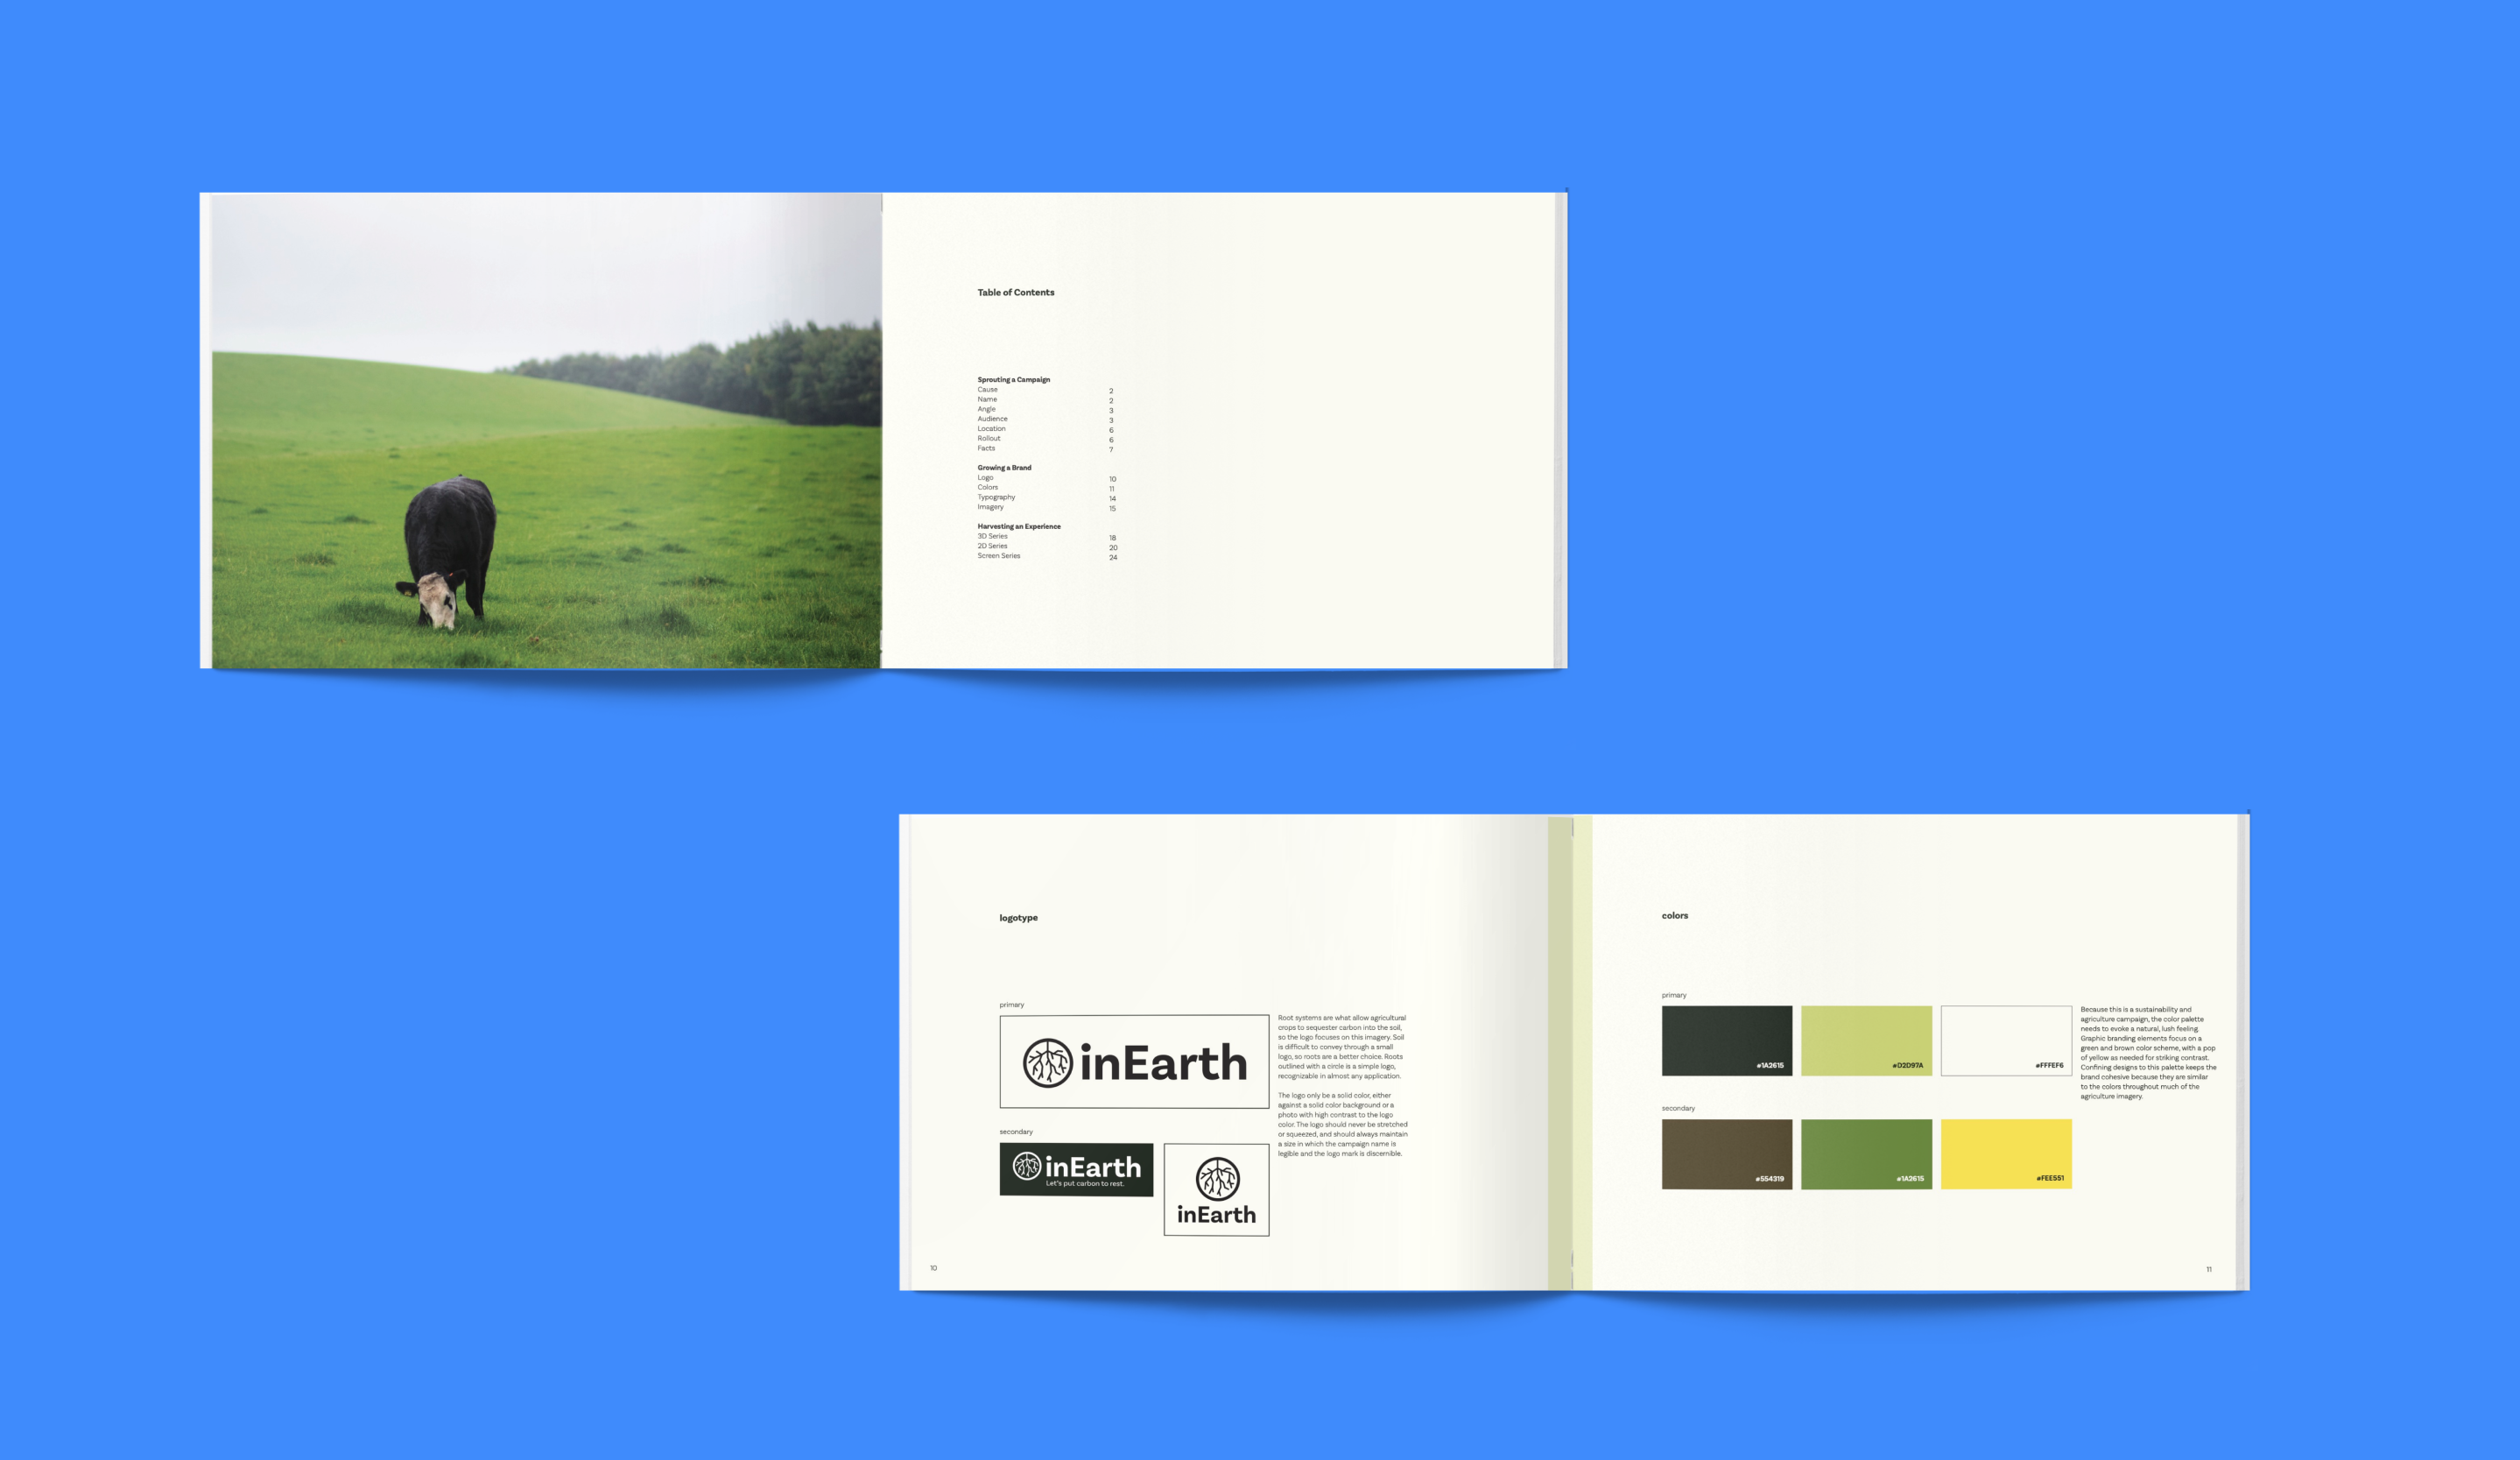 Table of Contents
Sprouting a Campaign
Cause 2
Name 2
Angle 3
Audience 3
Location 6
Rollout 6
Facts 7
Growing a Brand
Logo 10
Colors 11
Typography 14
Imagery 15
Harvesting an Experience
3D Series 18
2D Series 20
Screen Series 24
logotype
primary
inEarth
secondary
inEarth
Let's put carbon to rest.
inEarth
Root systems are what allow agricultural
crops to sequester carbon into the soil,
so the logo focuses on this imagery. Soil
is difficult to convey through a small
logo, so roots are a better choice. Roots
outlined with a circle is a simple logo,
recognizable in almost any application.
The logo only be a solid color, either
against a solid color background or a
photo with high contrast to the logo
color. The logo should never be stretched
or squeezed, and should always maintain
a size in which the campaign name is
legible and the logo mark is discernible.
10
colors
primary
#1A2615
#D2D97A
#FFFEF6
secondary
#554319
#1A2615
#FEE551
Because this is a sustainability and
agriculture campaign, the color palette
needs to evoke a natural, lush feeling.
Graphic branding elements focus on a
green and brown color scheme, with a pop
of yellow as needed for striking contrast.
Confining designs to this palette keeps the
brand cohesive because they are similar
to the colors throughout much of the
agriculture imagery.
11